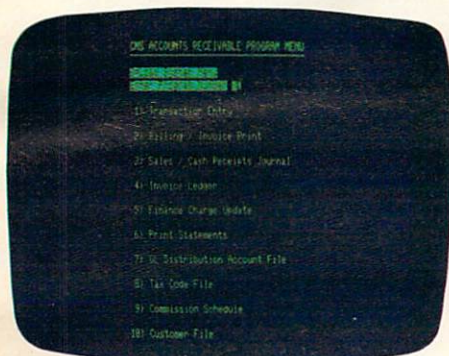 CMS ACCOUNTS RECEIVABLE PROGRAM MENU
1) Transaction Entry
2) Billing / Invoice Print
3) Sales / Cash Receipts Journal
4) Invoice Ledger
5) Finance Charge Update
6) Print Statements
7) GL Distribution Account File
8) Tax Code File
9) Commission Schedule
10) Customer File